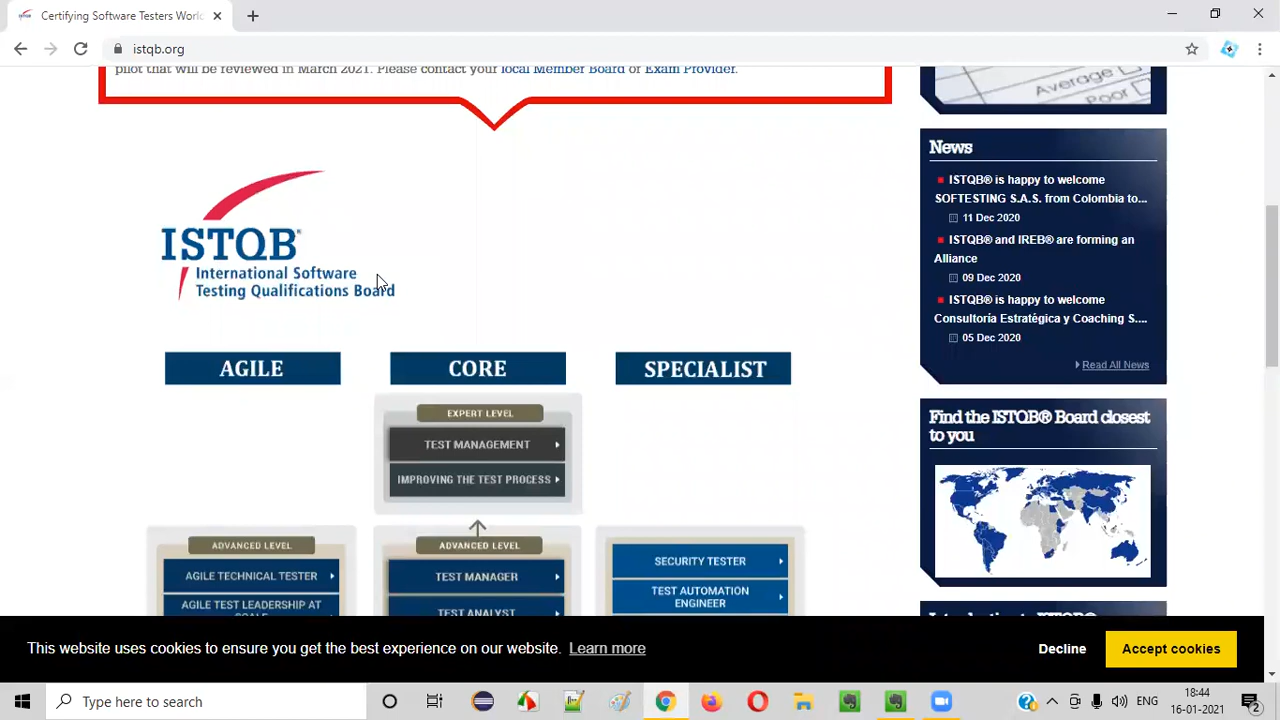 Certifying Software Testers World
istqb.org
pilot that will be reviewed in March 2021. Please contact your local Member Board or Exam Provider.
Average
Poor
ISTQB®
International Software
Testing Qualifications Board
AGILE
CORE
SPECIALIST
EXPERT LEVEL
TEST MANAGEMENT
IMPROVING THE TEST PROCESS
ADVANCED LEVEL
AGILE TECHNICAL TESTER
AGILE TEST LEADERSHIP AT
SCALE
ADVANCED LEVEL
TEST MANAGER
TEST ANALYST
SECURITY TESTER
TEST AUTOMATION
ENGINEER
News
ISTQB® is happy to welcome
SOFTESTING S.A.S. from Colombia to...
11 Dec 2020
ISTQB® and IREB® are forming an
Alliance
09 Dec 2020
ISTQB® is happy to welcome
Consultoría Estratégica y Coaching S....
05 Dec 2020
Read All News
Find the ISTQB® Board closest
to you
Introduction to ISTQB®
This website uses cookies to ensure you get the best experience on our website. Learn more
Decline
Accept cookies
Type here to search
ENG
18:44
16-01-2021
2